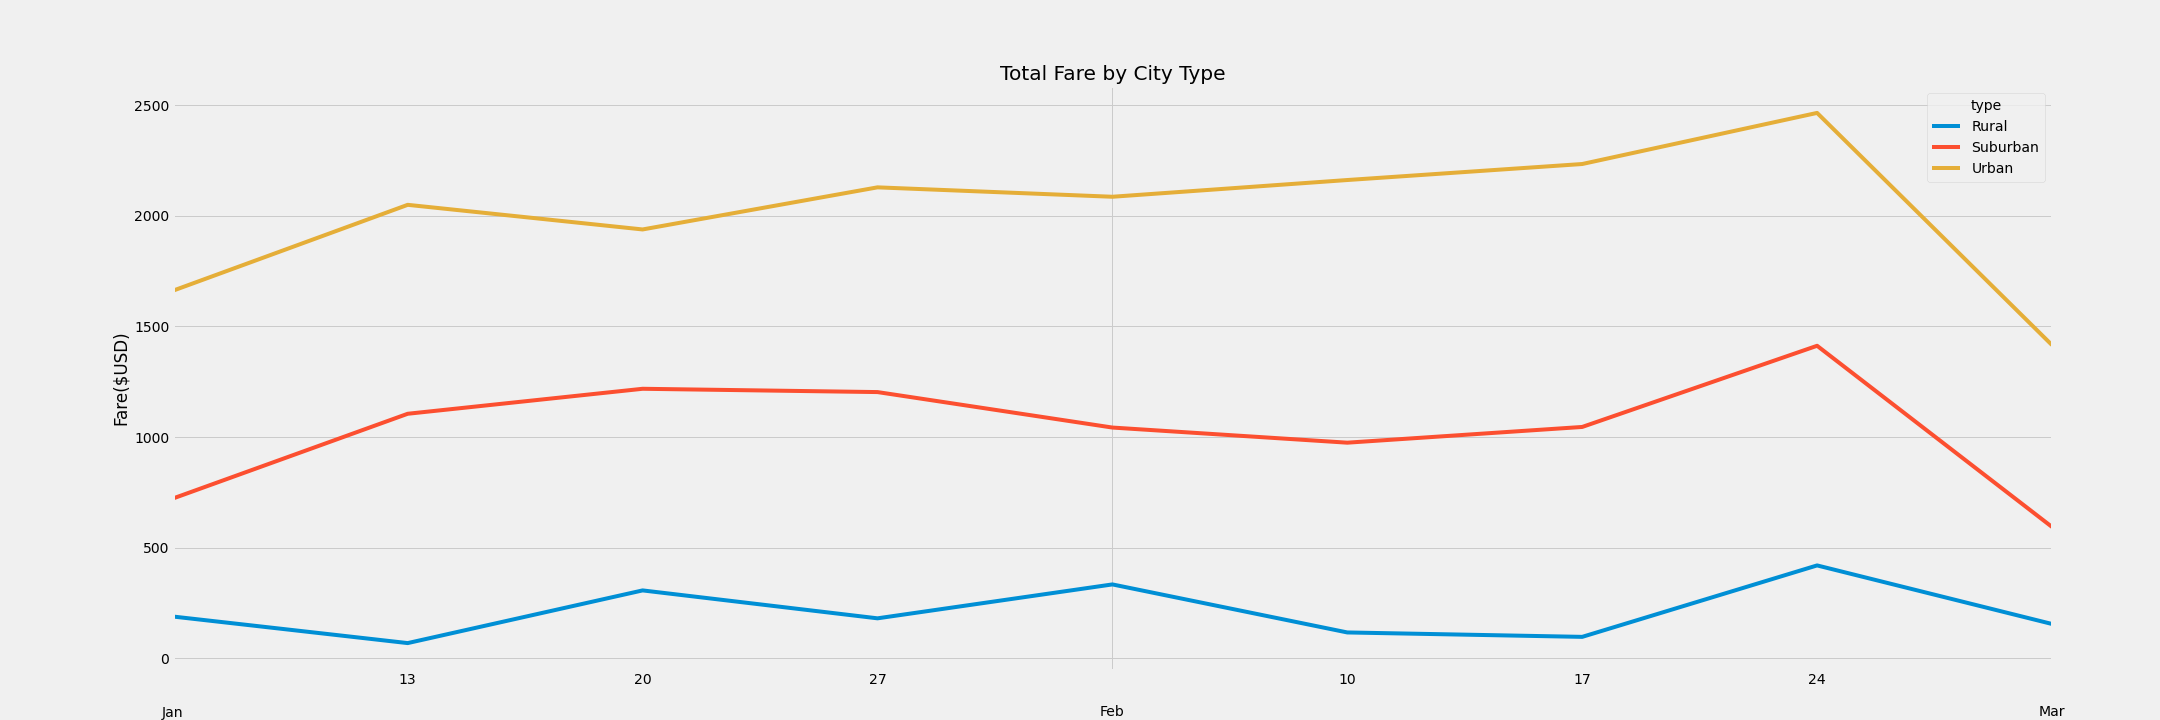 Total Fare by City Type
2500
2000
1500
1000
500
0
Fare($USD)
type
Rural
Suburban
Urban
13 20 27 10 17 24
Jan Feb Mar